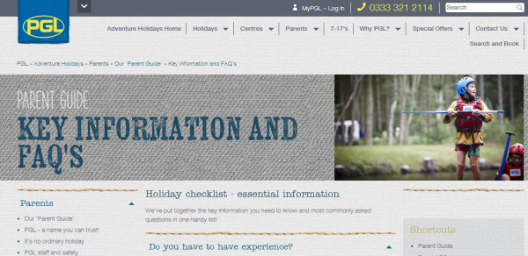 PGL
MyPGL - Log in
0333 321 2114
Search
Adventure Holidays Home
Holidays
Centres
Parents
7-17's
Why PGL?
Special Offers
Contact Us
Search and Book
PGL » Adventure Holidays » Parents » Our 'Parent Guide' » Key information and FAQ's
PARENT GUIDE
KEY INFORMATION AND
FAQ'S
Parents
Our 'Parent Guide'
PGL - a name you can trust!
It's no ordinary holiday
PGL staff and safety
Holiday checklist - essential information
We've put together the key information you need to know and most commonly asked
questions in one handy list!
Do you have to have experience?
Shortcuts
Parent Guide